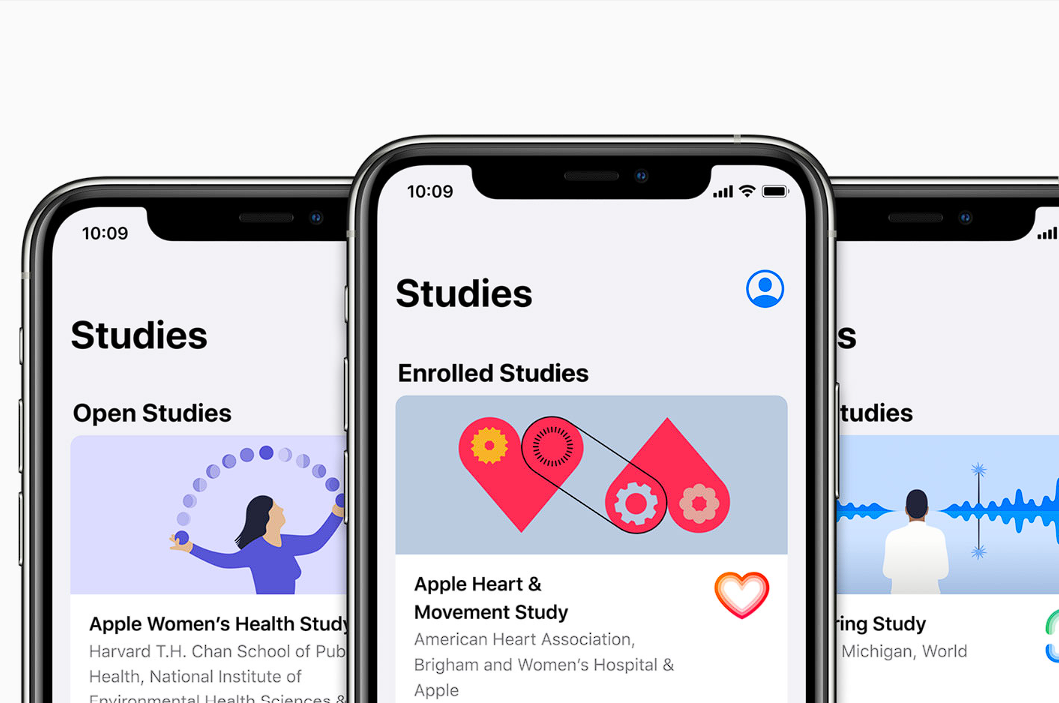 10:09
Studies
Open Studies
Apple Women's Health Study
Harvard T.H. Chan School of
Health, National Institute of
Environmental Health Sciences &
10:09
Studies
Enrolled Studies
Apple Heart &
Movement Study
American Heart Association,
Brigham and Women's Hospital &
Apple
s
tudies
ring Study
Michigan, World